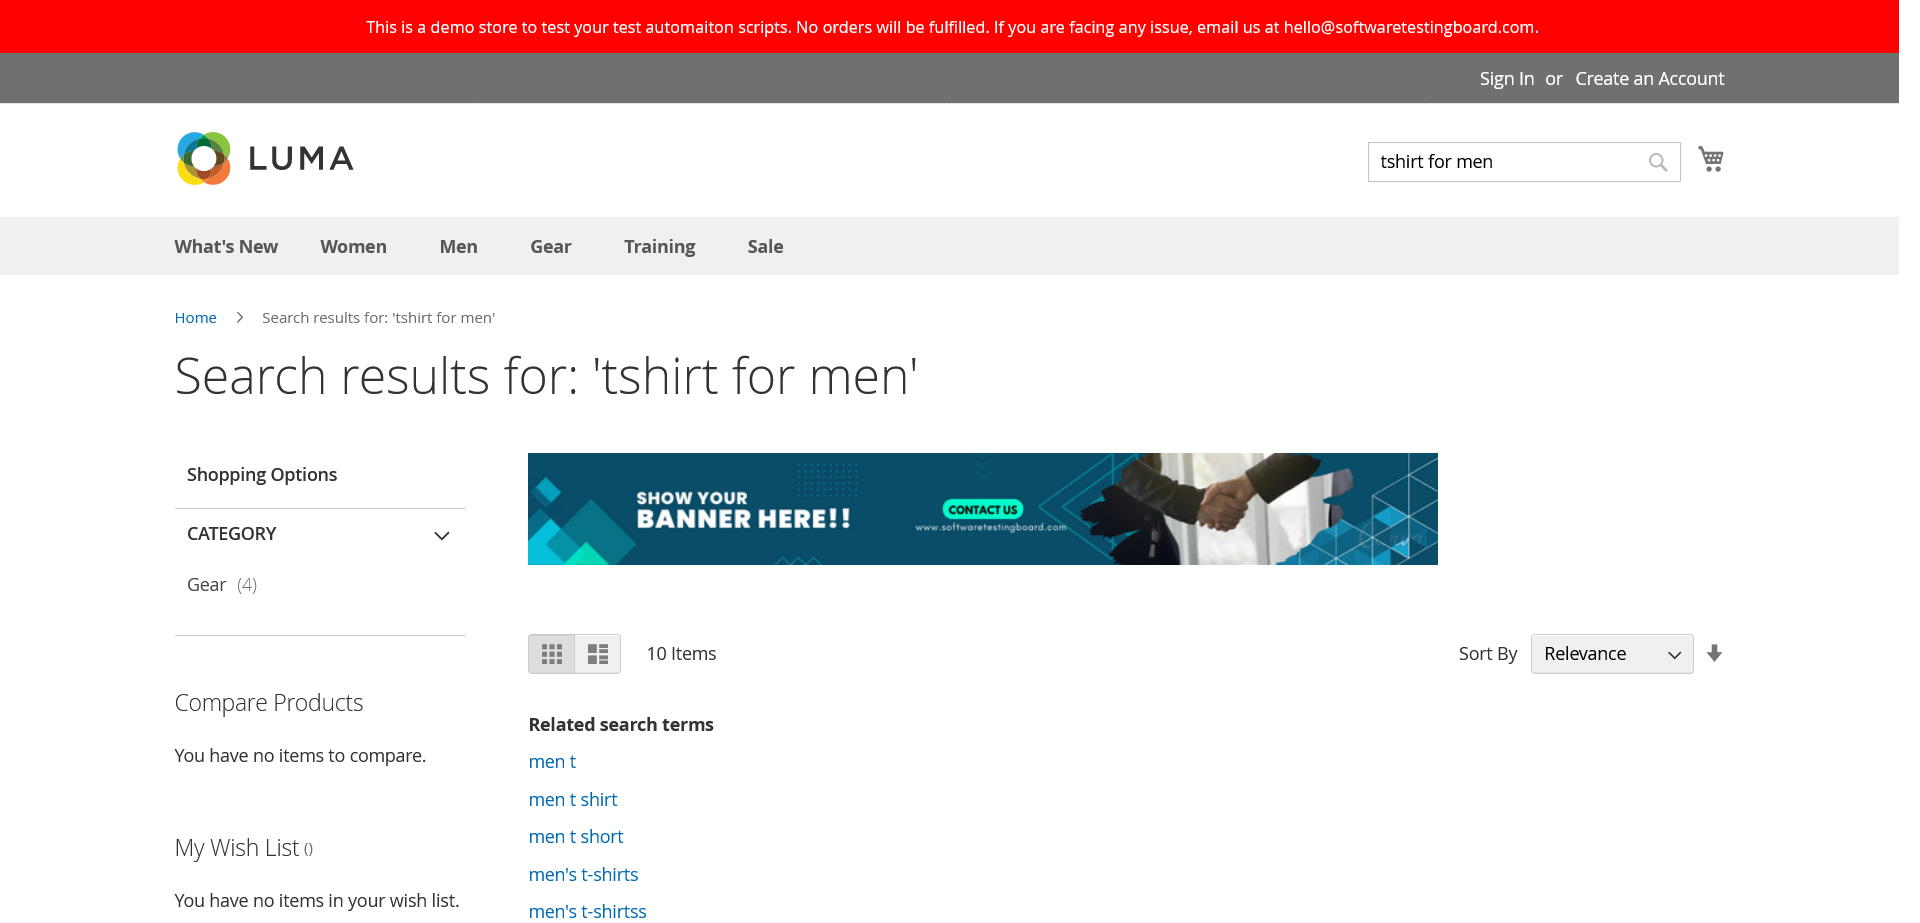 This is a demo store to test your test automaiton scripts. No orders will be fulfilled. If you are facing any issue, email us at hello@softwaretestingboard.com.
Sign In or Create an Account
LUMA
tshirt for men
What's New Women Men Gear Training Sale
Home Search results for: 'tshirt for men'
Search results for: 'tshirt for men'
Shopping Options
CATEGORY
Gear (4)
SHOW YOUR
BANNER HERE!!
CONTACT US
www.softwaretestingboard.com
10 Items
Sort By Relevance
Compare Products
You have no items to compare.
My Wish List ()
You have no items in your wish list.
Related search terms
men t
men t shirt
men t short
men's t-shirts
men's t-shirtss